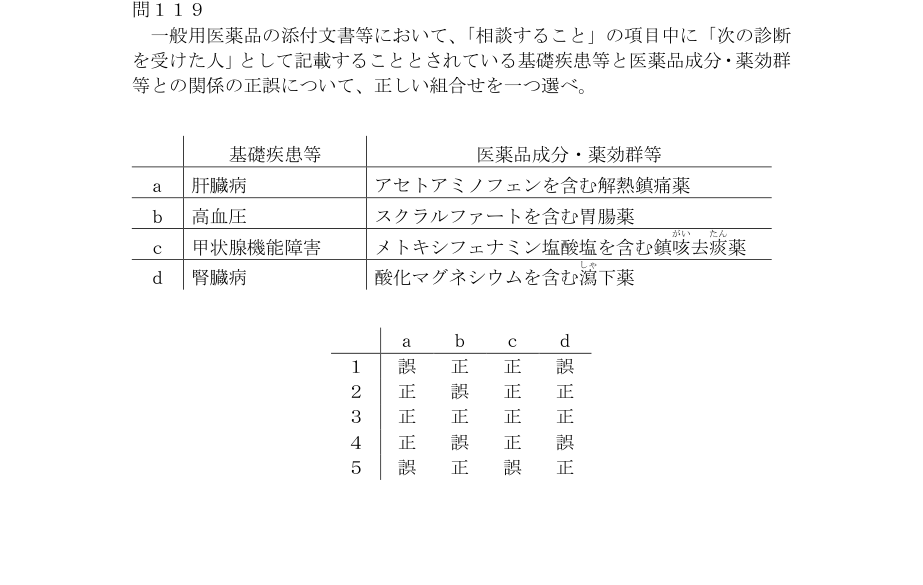 問１１９
一般用医薬品の添付文書等において、「相談すること」の項目中に「次の診断
を受けた人」として記載することとされている基礎疾患等と医薬品成分・薬効群
等との関係の正誤について、正しい組合せを一つ選べ。
基礎疾患等 医薬品成分・薬効群等
a 肝臓病 アセトアミノフェンを含む解熱鎮痛薬
b 高血圧 スクラルファートを含む胃腸薬
がい たん
c 甲状腺機能障害 メトキシフェナミン塩酸塩を含む鎮咳去痰薬
しゃ
d 腎臓病 酸化マグネシウムを含む瀉下薬
a b c d
1 誤 正 正 誤
2 正 誤 正 正
3 正 正 正 正
4 正 誤 正 誤
5 誤 正 誤 正